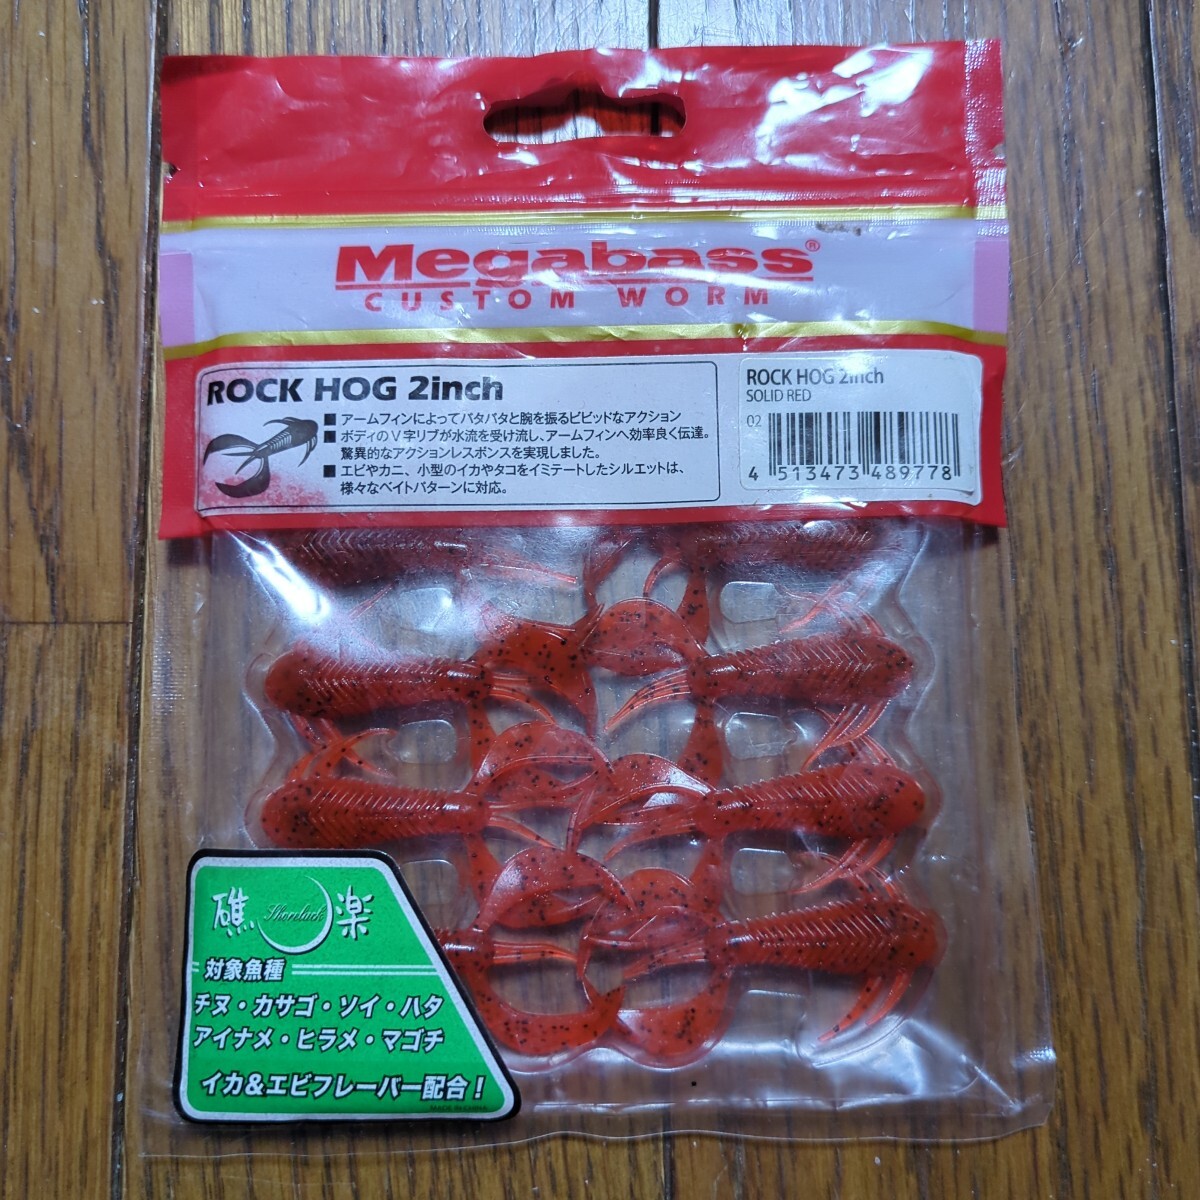 Megabass®
CUSTOM WORM
ROCK HOG 2inch
■ アームフィンによってパタパタと腕を振るビビッドなアクション
■ ボディのV字リブが水流を受け流し、アームフィンへ効率良く伝達。
驚異的なアクションレスポンスを実現しました。
■ エビやカニ、小型のイカやタコをイミテートしたシルエットは、
様々なベイトパターンに対応。
ROCK HOG 2inch
SOLID RED
02
4 513473 489778
礁 Shorelack 楽
対象魚種
チヌ・カサゴ・ソイ・ハタ
アイナメ・ヒラメ・マゴチ
イカ&エビフレーバー配合！